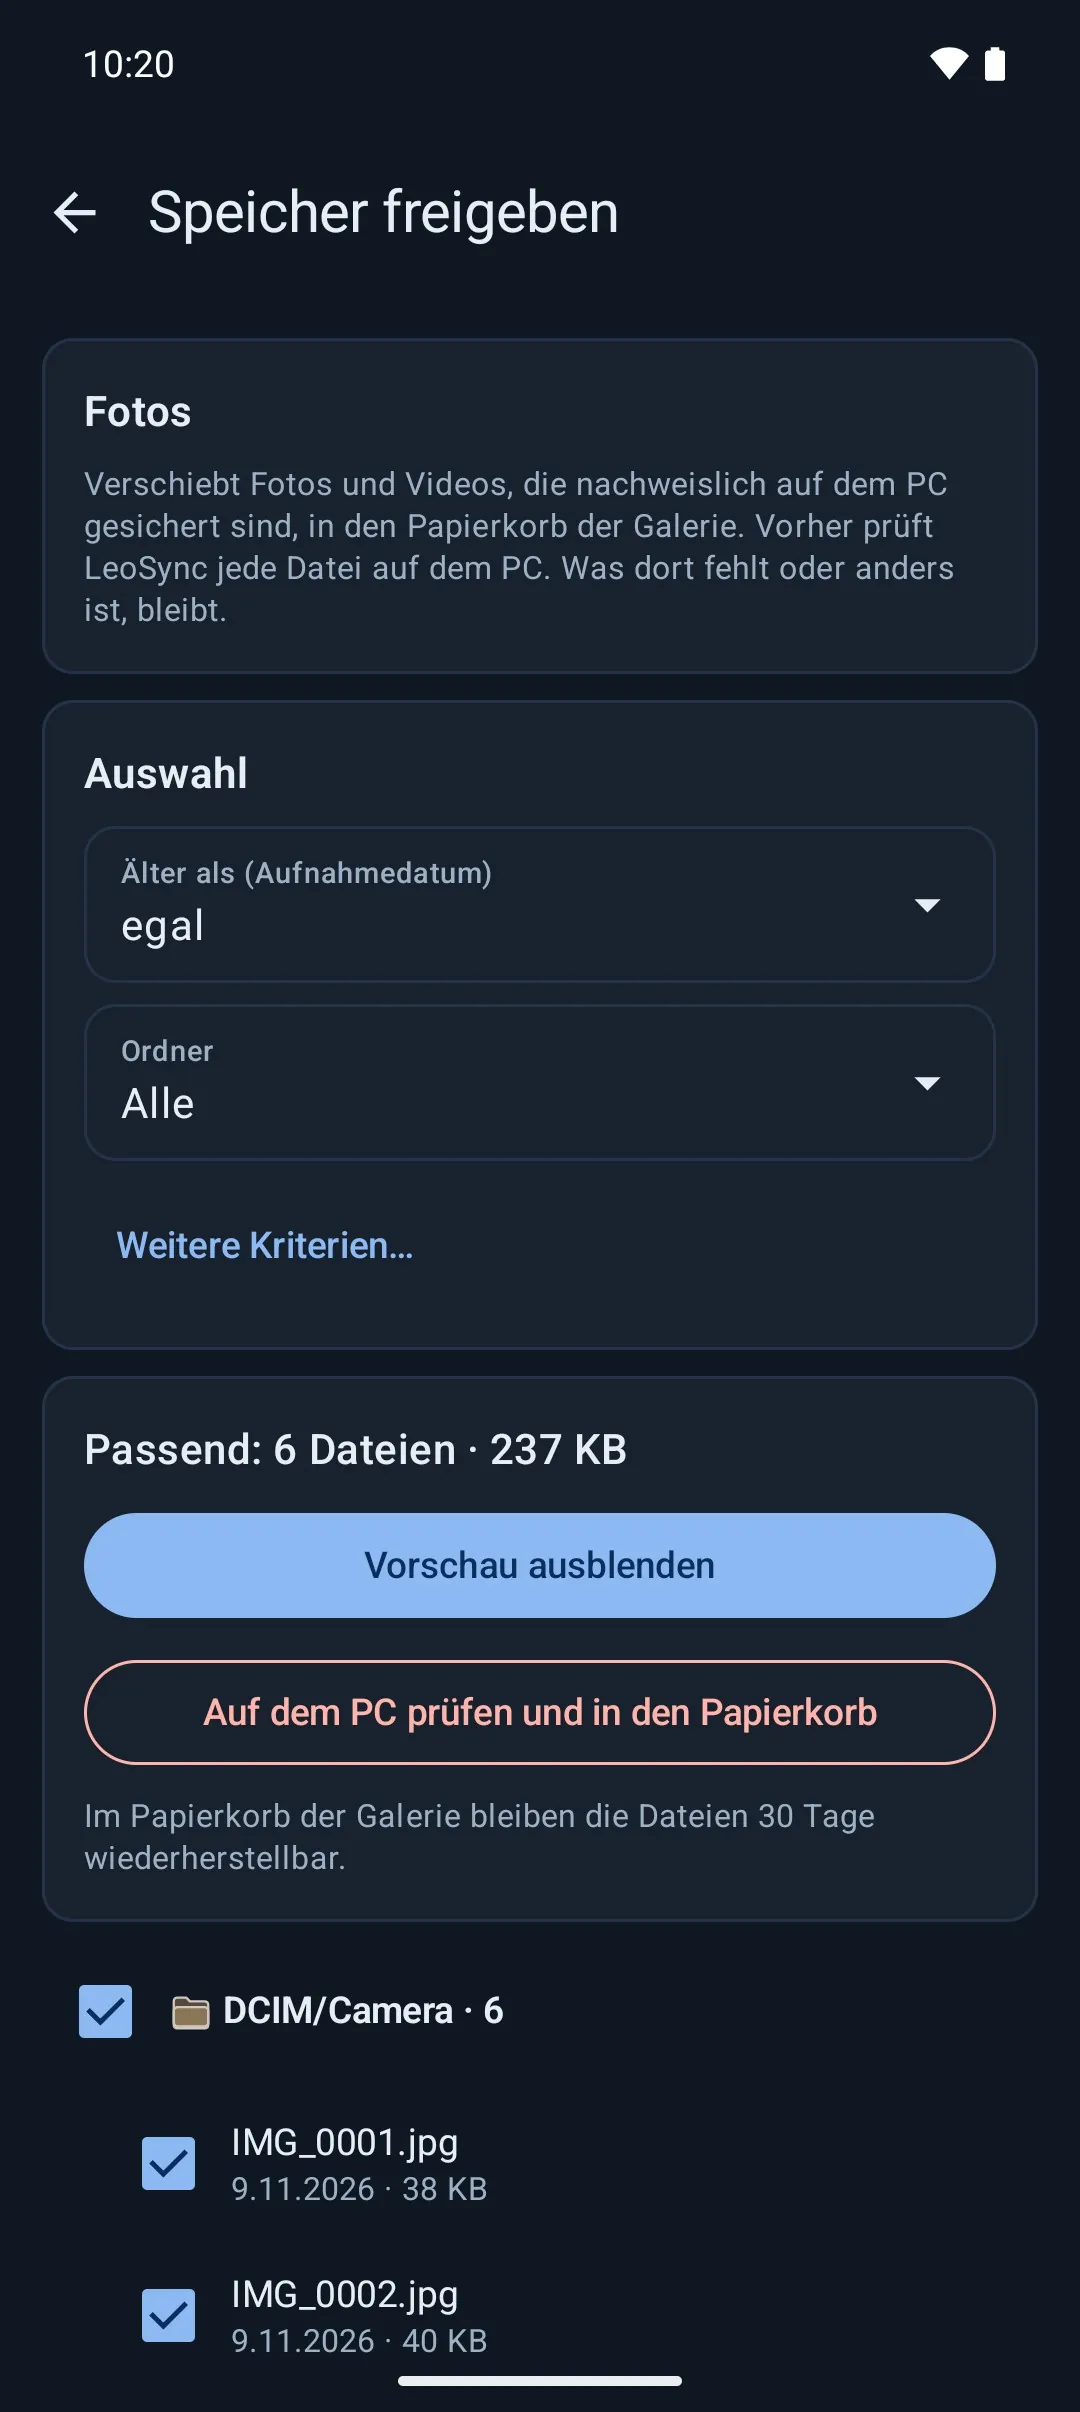 10:20
Speicher freigeben
Fotos
Verschiebt Fotos und Videos, die nachweislich auf dem PC
gesichert sind, in den Papierkorb der Galerie. Vorher prüft
LeoSync jede Datei auf dem PC. Was dort fehlt oder anders
ist, bleibt.
Auswahl
Älter als (Aufnahmedatum)
egal
Ordner
Alle
Weitere Kriterien…
Passend: 6 Dateien · 237 KB
Vorschau ausblenden
Auf dem PC prüfen und in den Papierkorb
Im Papierkorb der Galerie bleiben die Dateien 30 Tage
wiederherstellbar.
DCIM/Camera · 6
IMG_0001.jpg
9.11.2026 · 38 KB
IMG_0002.jpg
9.11.2026 · 40 KB